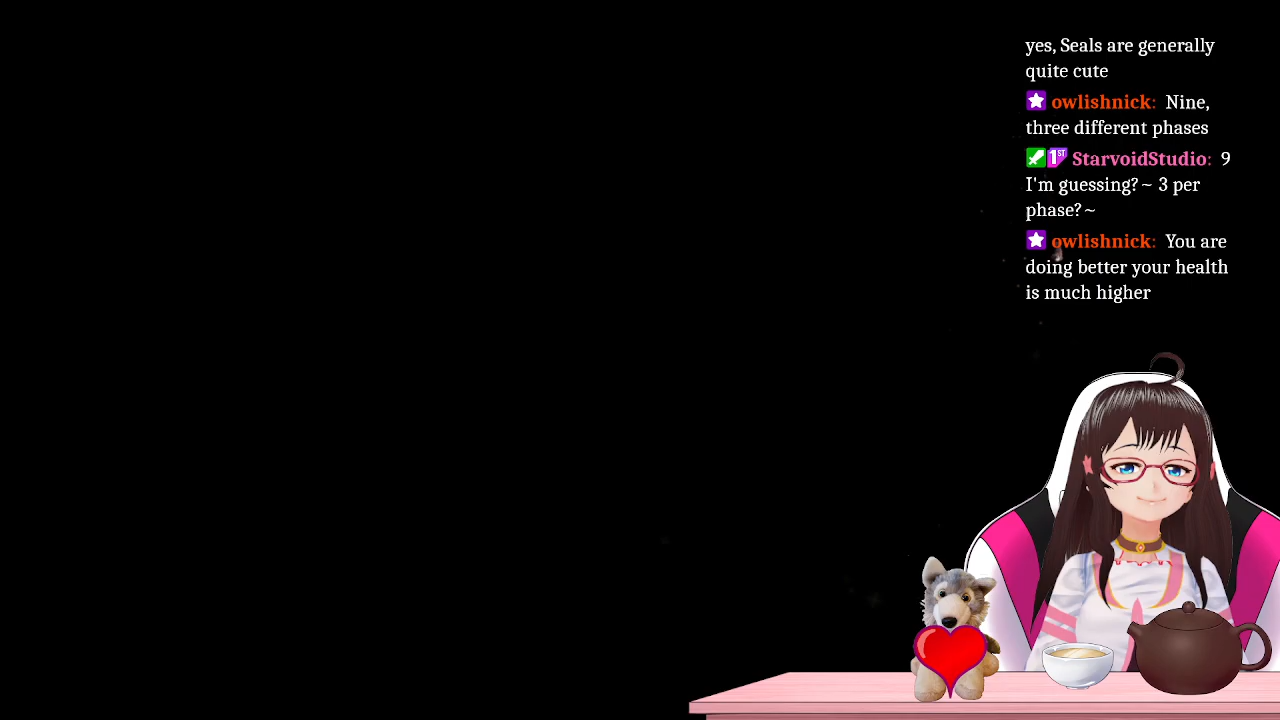 yes, Seals are generally
quite cute
owlishnick: Nine,
three different phases
1ST StarvoidStudio: 9
I'm guessing?~ 3 per
phase?~
owlishnick: You are
doing better your health
is much higher